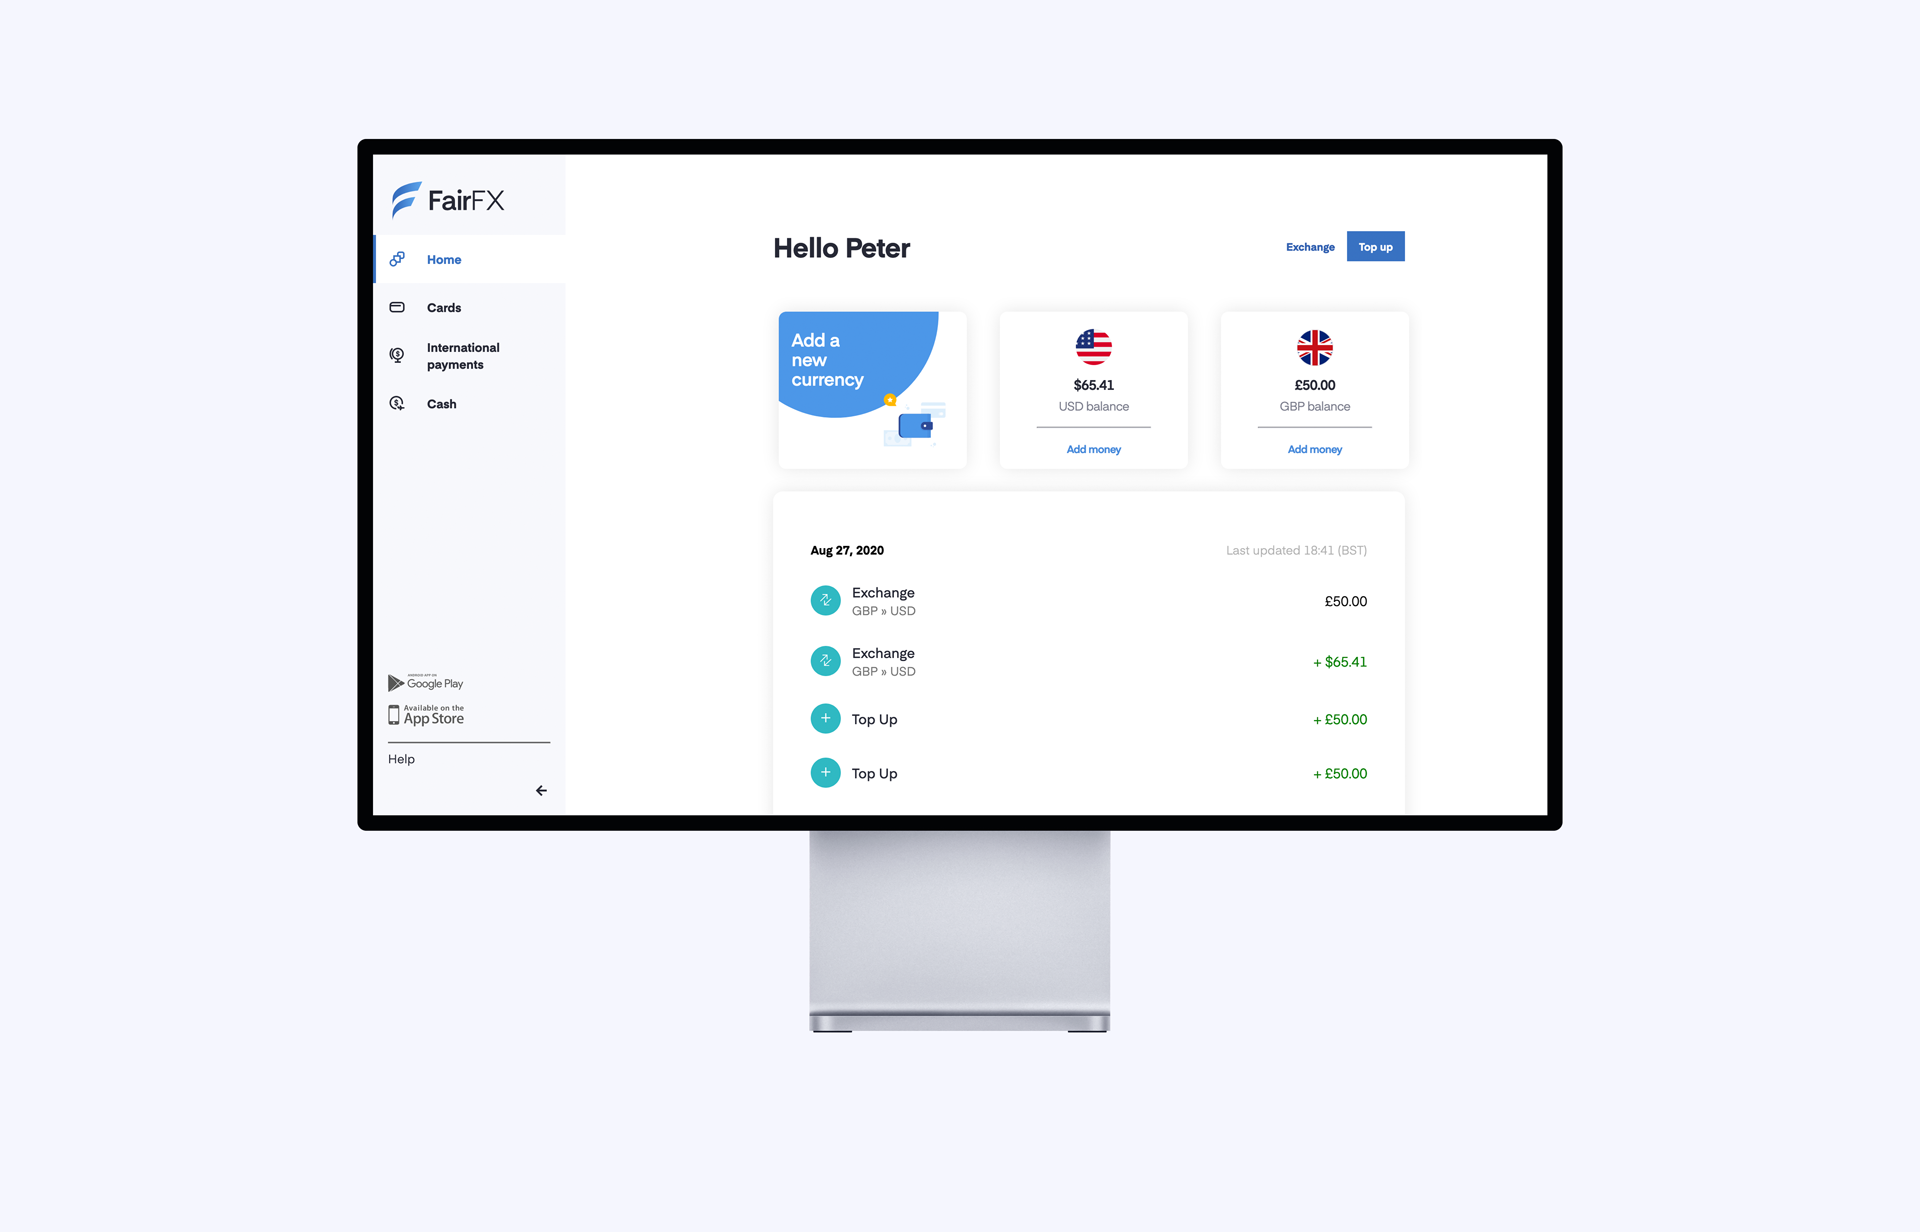 FairFX
Home
Cards
International
payments
Cash
ANDROID APP ON
Google Play
Available on the
App Store
Help
Hello Peter
Exchange
Top up
Add a
new
currency
$65.41
USD balance
Add money
£50.00
GBP balance
Add money
Aug 27, 2020
Last updated 18:41 (BST)
Exchange
£50.00
GBP » USD
Exchange
+ $65.41
GBP » USD
Top Up
+ £50.00
Top Up
+ £50.00